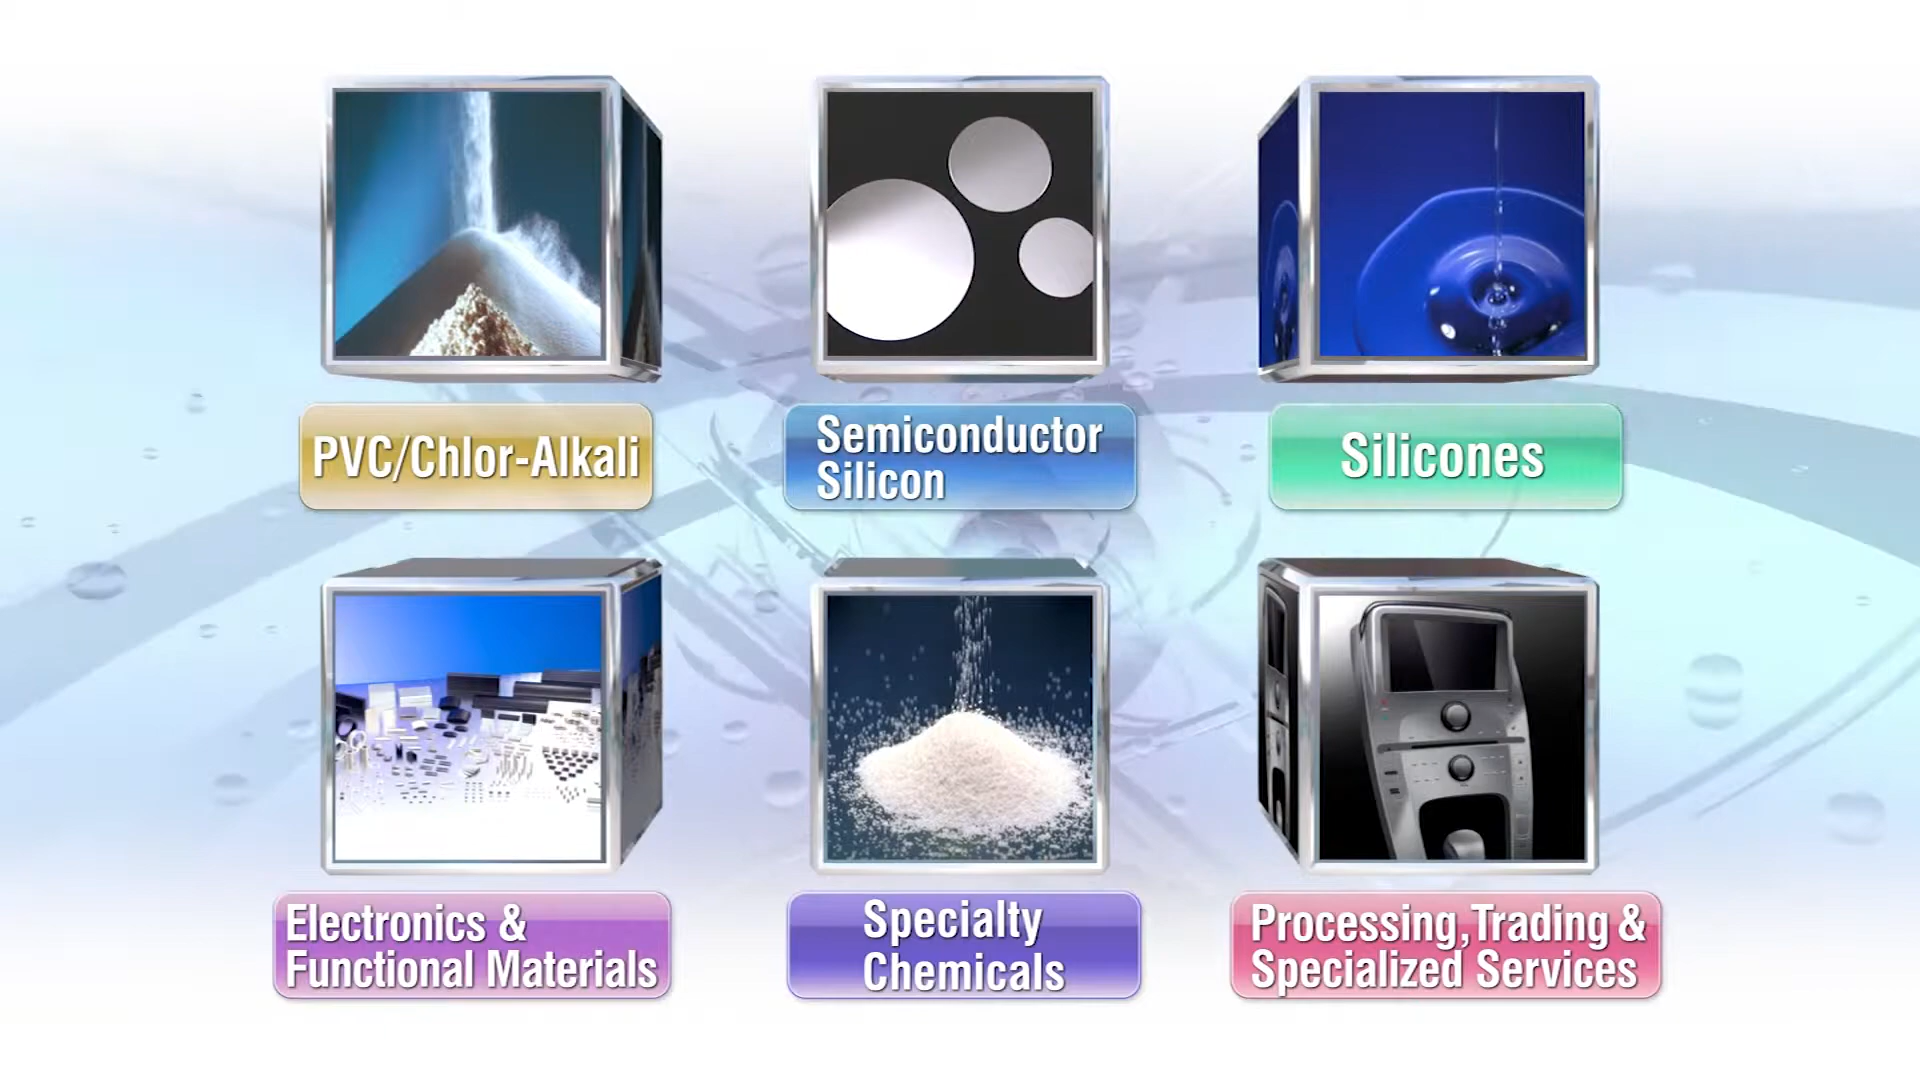 PVC/Chlor-Alkali
Semiconductor
Silicon
Silicones
Electronics &
Functional Materials
Specialty
Chemicals
Processing,Trading &
Specialized Services